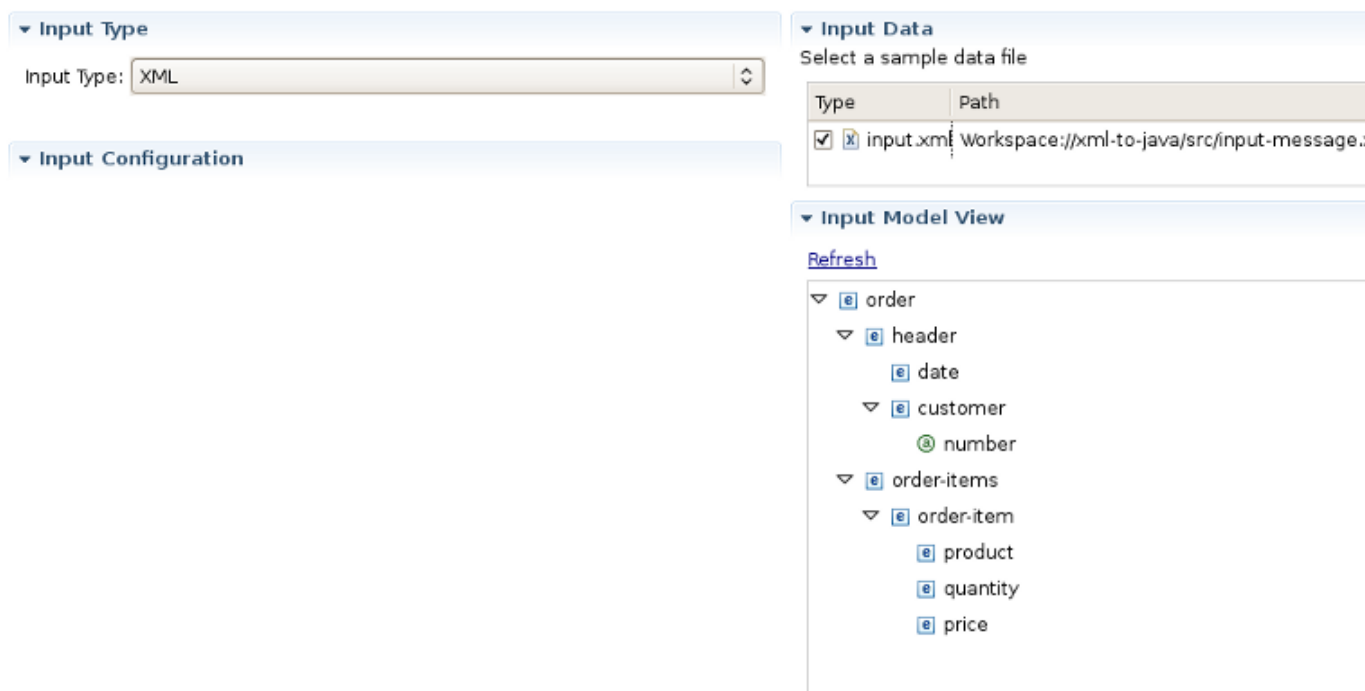 Input Type
Input Type: XML
Input Configuration
Input Data
Select a sample data file
Type Path
input.xml Workspace://xml-to-java/src/input-message.
Input Model View
Refresh
e order
e header
e date
e customer
a number
e order-items
e order-item
e product
e quantity
e price